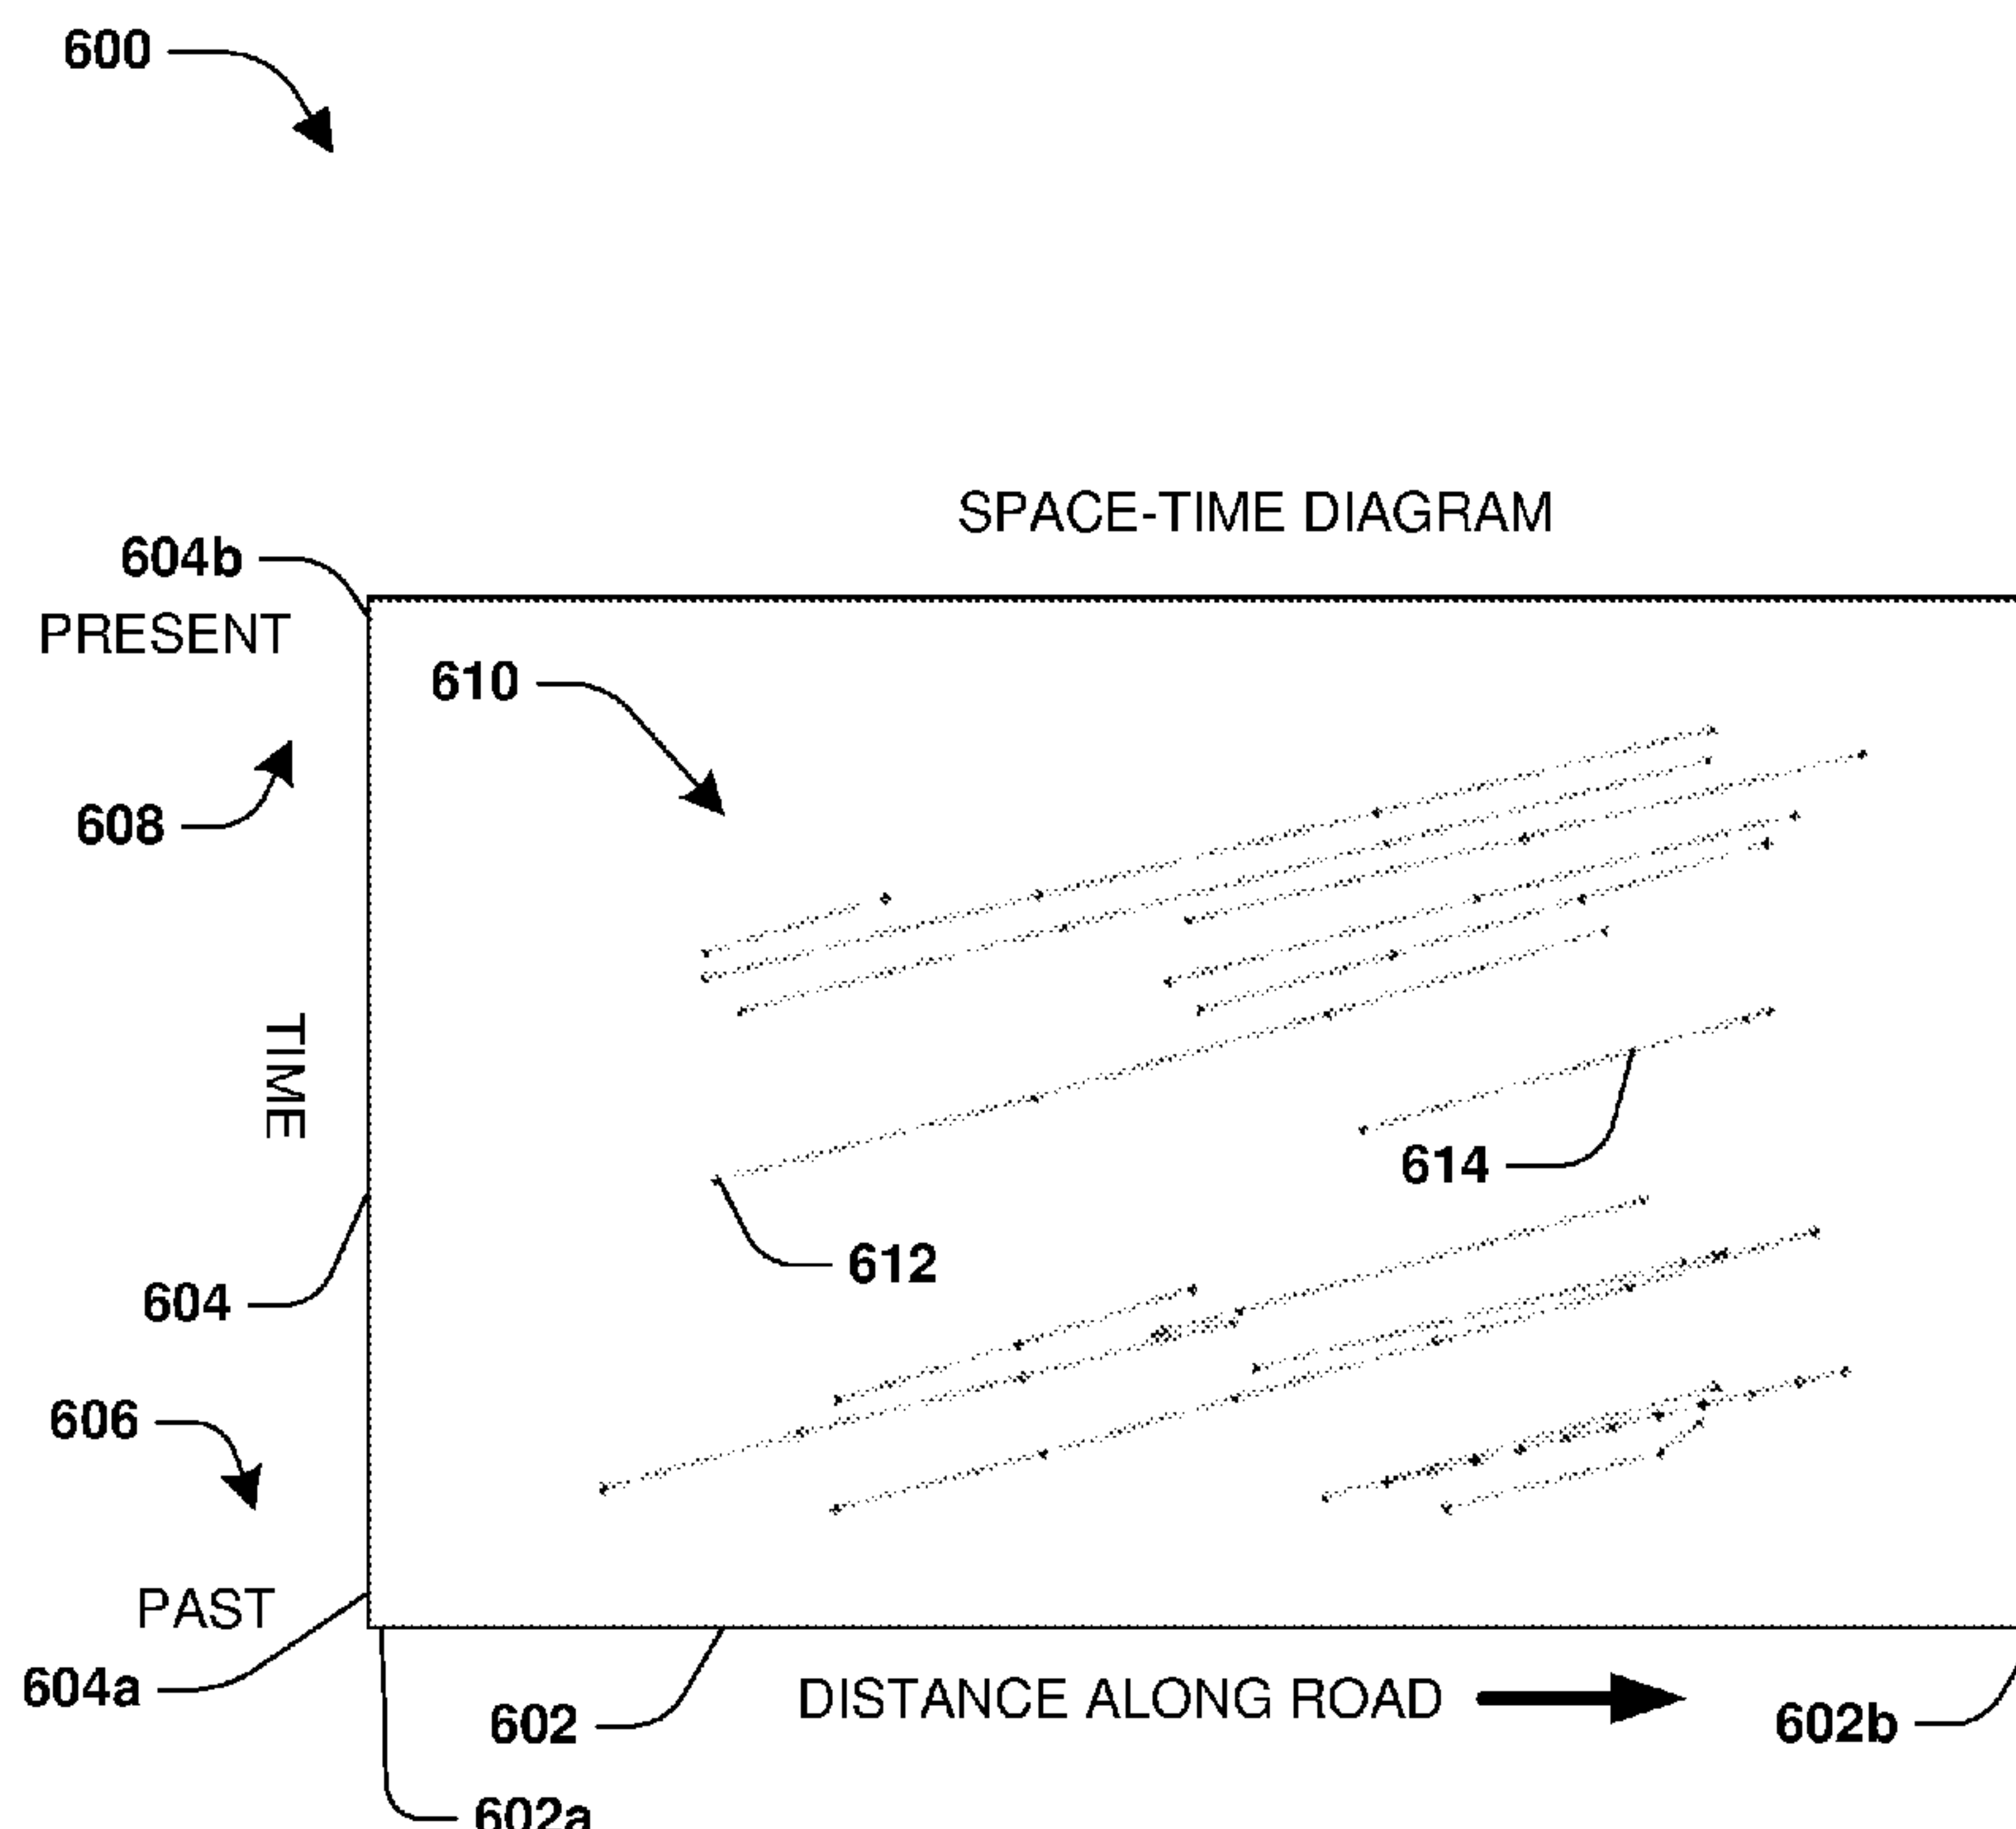 600
SPACE-TIME DIAGRAM
604b
PRESENT
610
608
TIME
614
612
604
606
PAST
604a
DISTANCE ALONG ROAD
602
602b
602a